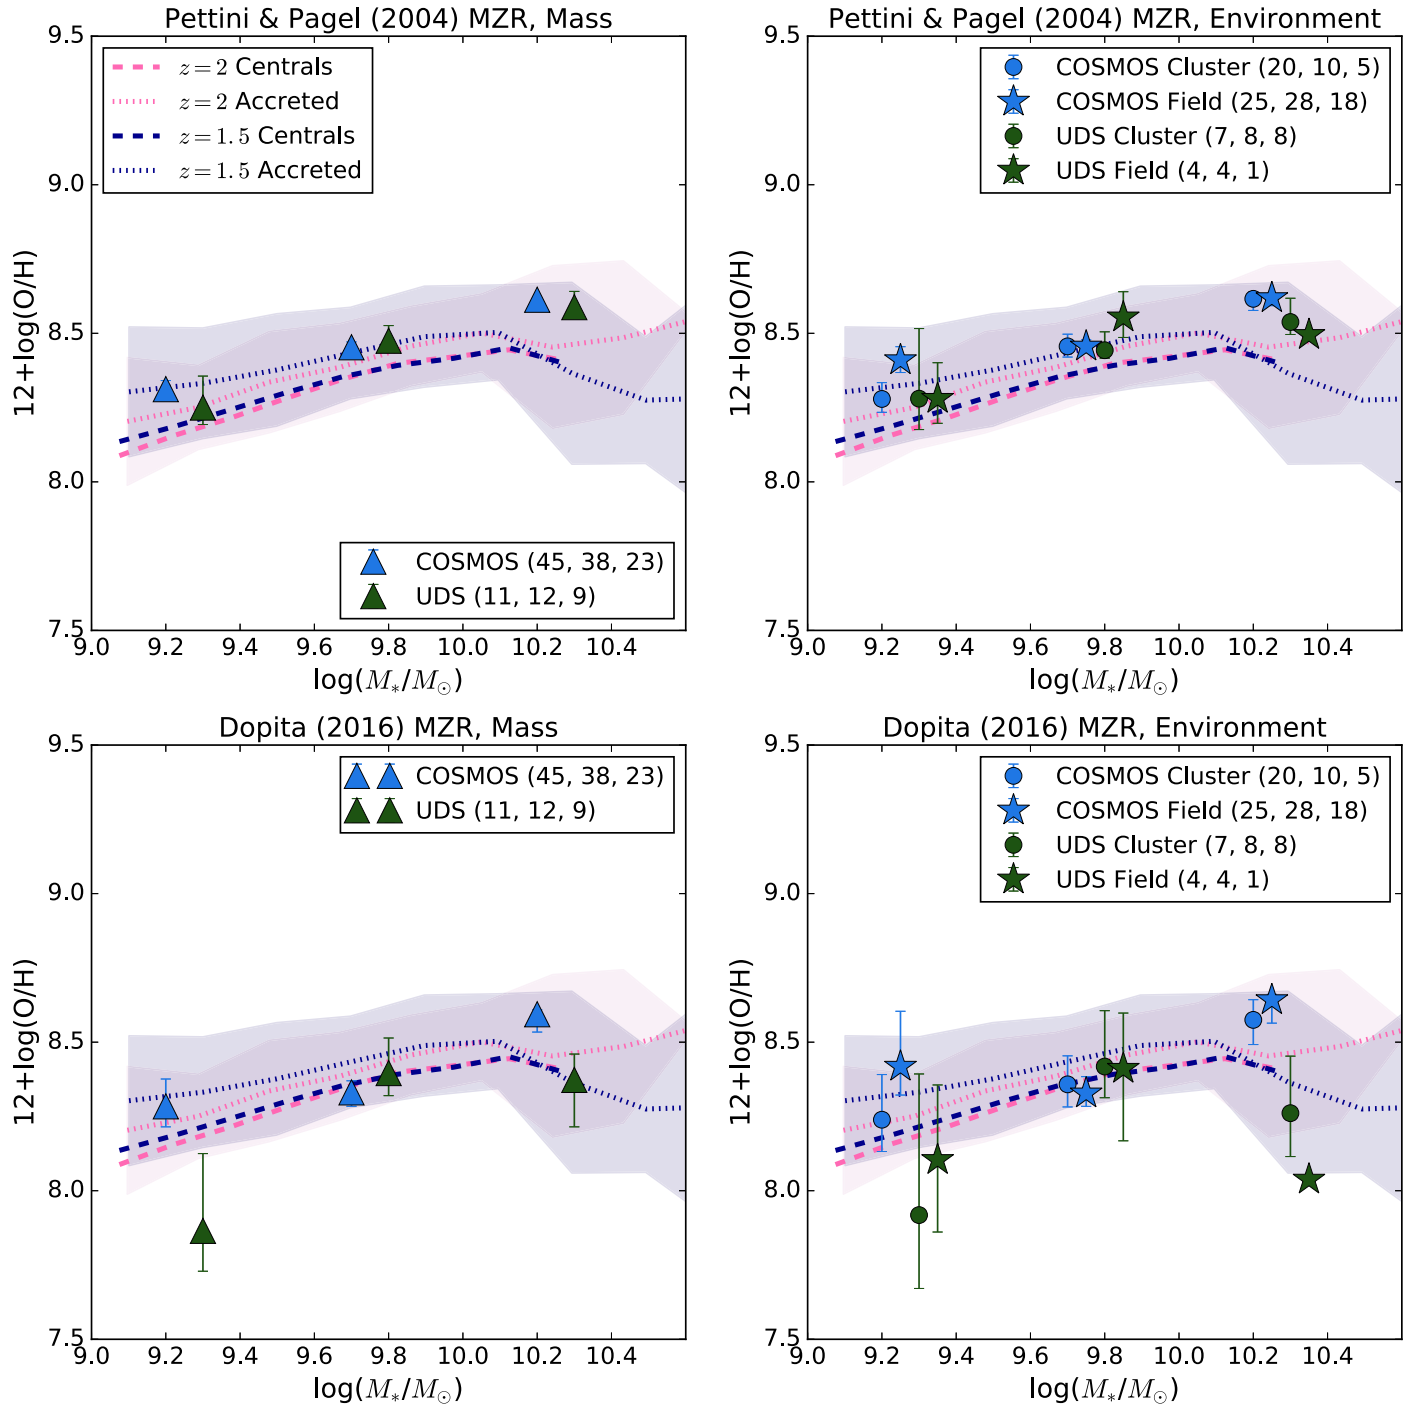 Pettini & Pagel (2004) MZR, Mass
9.5
9.0
8.5
8.0
7.5
12+log(O/H)
z=2 Centrals
z=2 Accreted
z=1.5 Centrals
z=1.5 Accreted
COSMOS (45, 38, 23)
UDS (11, 12, 9)
9.0 9.2 9.4 9.6 9.8 10.0 10.2 10.4
log(M*/M⊙)
Pettini & Pagel (2004) MZR, Environment
9.5
9.0
8.5
8.0
7.5
12+log(O/H)
COSMOS Cluster (20, 10, 5)
COSMOS Field (25, 28, 18)
UDS Cluster (7, 8, 8)
UDS Field (4, 4, 1)
9.0 9.2 9.4 9.6 9.8 10.0 10.2 10.4
log(M*/M⊙)
Dopita (2016) MZR, Mass
9.5
9.0
8.5
8.0
7.5
12+log(O/H)
COSMOS (45, 38, 23)
UDS (11, 12, 9)
9.0 9.2 9.4 9.6 9.8 10.0 10.2 10.4
log(M*/M⊙)
Dopita (2016) MZR, Environment
9.5
9.0
8.5
8.0
7.5
12+log(O/H)
COSMOS Cluster (20, 10, 5)
COSMOS Field (25, 28, 18)
UDS Cluster (7, 8, 8)
UDS Field (4, 4, 1)
9.0 9.2 9.4 9.6 9.8 10.0 10.2 10.4
log(M*/M⊙)